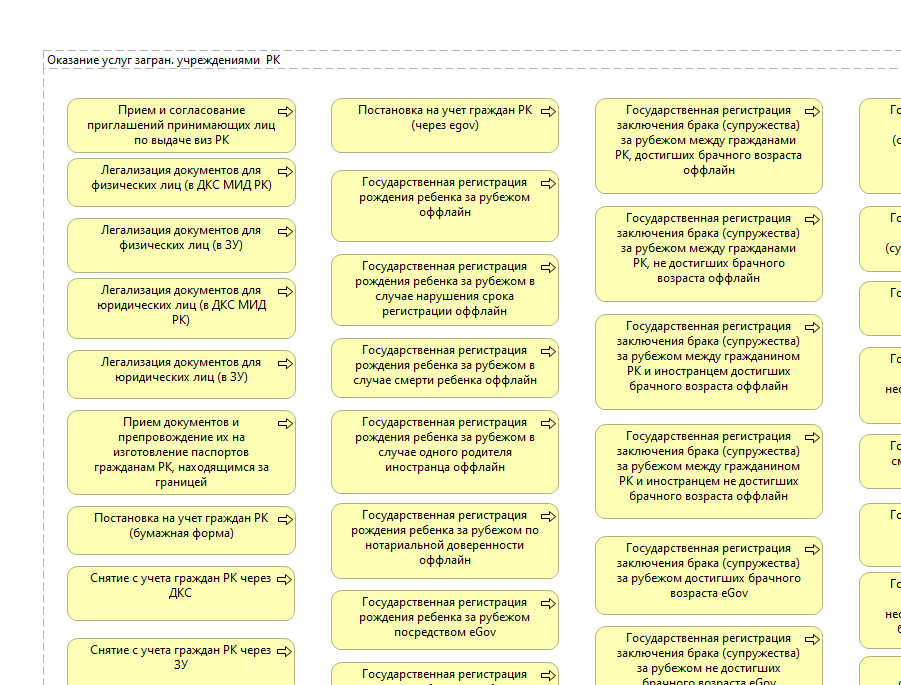 Оказание услуг загран. учреждениями  РК
Прием и согласование
приглашений принимающих лиц
по выдаче виз РК
Легализация документов для
физических лиц (в ДКС МИД РК)
Легализация документов для
физических лиц (в ЗУ)
Легализация документов для
юридических лиц (в ДКС МИД
РК)
Легализация документов для
юридических лиц (в ЗУ)
Прием документов и
препровождение их на
изготовление паспортов
гражданам РК, находящимся за
границей
Постановка на учет граждан РК
(бумажная форма)
Снятие с учета граждан РК через
ДКС
Снятие с учета граждан РК через
ЗУ
Постановка на учет граждан РК
(через egov)
Государственная регистрация
рождения ребенка за рубежом
оффлайн
Государственная регистрация
рождения ребенка за рубежом в
случае нарушения срока
регистрации оффлайн
Государственная регистрация
рождения ребенка за рубежом в
случае смерти ребенка оффлайн
Государственная регистрация
рождения ребенка за рубежом в
случае одного родителя
иностранца оффлайн
Государственная регистрация
рождения ребенка за рубежом по
нотариальной доверенности
оффлайн
Государственная регистрация
рождения ребенка за рубежом
посредством eGov
Государственная регистрация
Государственная регистрация
заключения брака (супружества)
за рубежом между гражданами
РК, достигших брачного возраста
оффлайн
Государственная регистрация
заключения брака (супружества)
за рубежом между гражданами
РК, не достигших брачного
возраста оффлайн
Государственная регистрация
заключения брака (супружества)
за рубежом между гражданином
РК и иностранцем достигших
брачного возраста оффлайн
Государственная регистрация
заключения брака (супружества)
за рубежом между гражданином
РК и иностранцем не достигших
брачного возраста оффлайн
Государственная регистрация
заключения брака (супружества)
за рубежом достигших брачного
возраста eGov
Государственная регистрация
заключения брака (супружества)
за рубежом не достигших
брачного возраста eGov